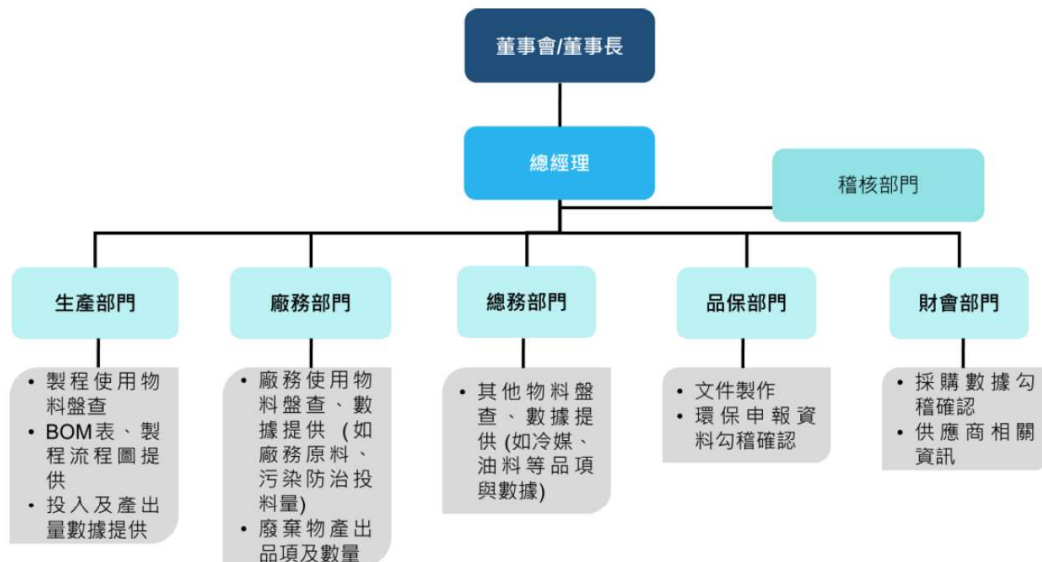 董事會/董事長
總經理
稽核部門
生產部門
廠務部門
總務部門
品保部門
財會部門
• 製程使用物
料盤查
• BOM表、製
程流程圖提
供
• 投入及產出
量數據提供
• 廠務使用物
料盤查、數
據提供 (如
廠務原料、
污染防治投
料量)
• 廢棄物產出
品項及數量
• 其他物料盤
查、數據提
供 (如冷媒、
油料等品項
與數據)
• 文件製作
• 環保申報資
料勾稽確認
• 採購數據勾
稽確認
• 供應商相關
資訊